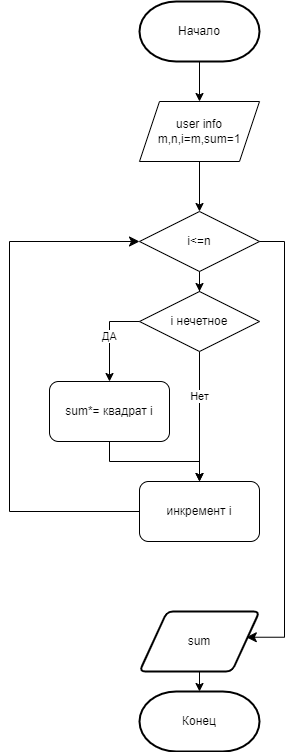 Начало
user info
m,n,i=m,sum=1
i<=n
i нечетное
ДА
sum*= квадрат i
Нет
инкремент i
sum
Конец